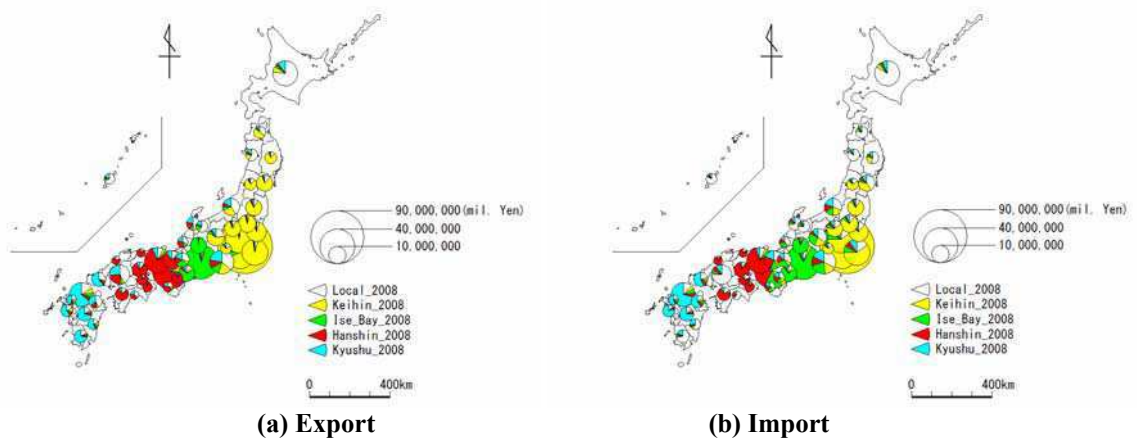 90,000,000(mil. Yen)
40,000,000
10,000,000
Local_2008
Keihin_2008
Ise_Bay_2008
Hanshin_2008
Kyushu_2008
0 400km
(a) Export
90,000,000(mil. Yen)
40,000,000
10,000,000
Local_2008
Keihin_2008
Ise_Bay_2008
Hanshin_2008
Kyushu_2008
0 400km
(b) Import